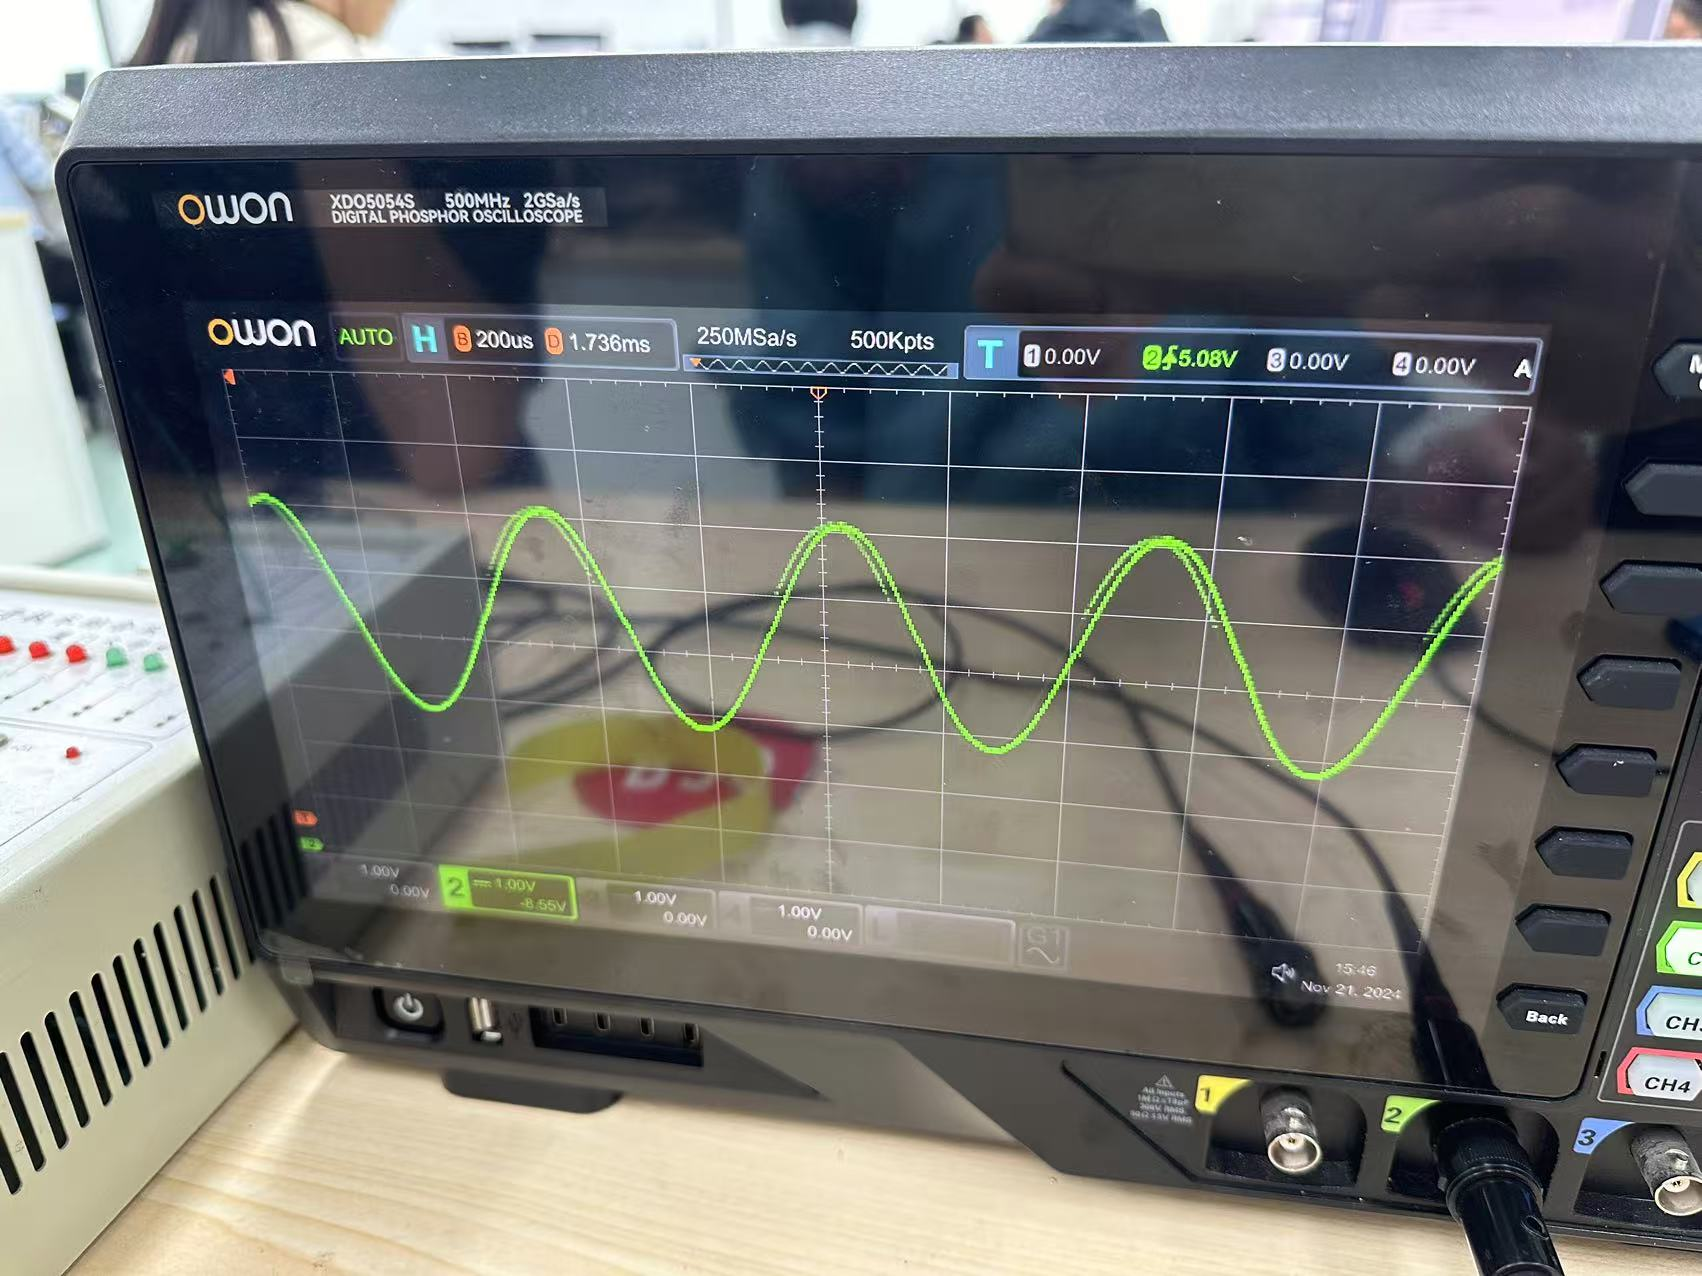 OWON XDO5054S 500MHz 2GSa/s
DIGITAL PHOSPHOR OSCILLOSCOPE
OWON AUTO H B 200us D 1.736ms 250MSa/s 500Kpts T 1 0.00V 2 5.08V 3 0.00V 4 0.00V A
1.00V
0.00V
2 1.00V
-8.55V
1.00V
0.00V
1.00V
0.00V
G1
15:46
Nov 21, 2024
Back
CH4
1
2
3